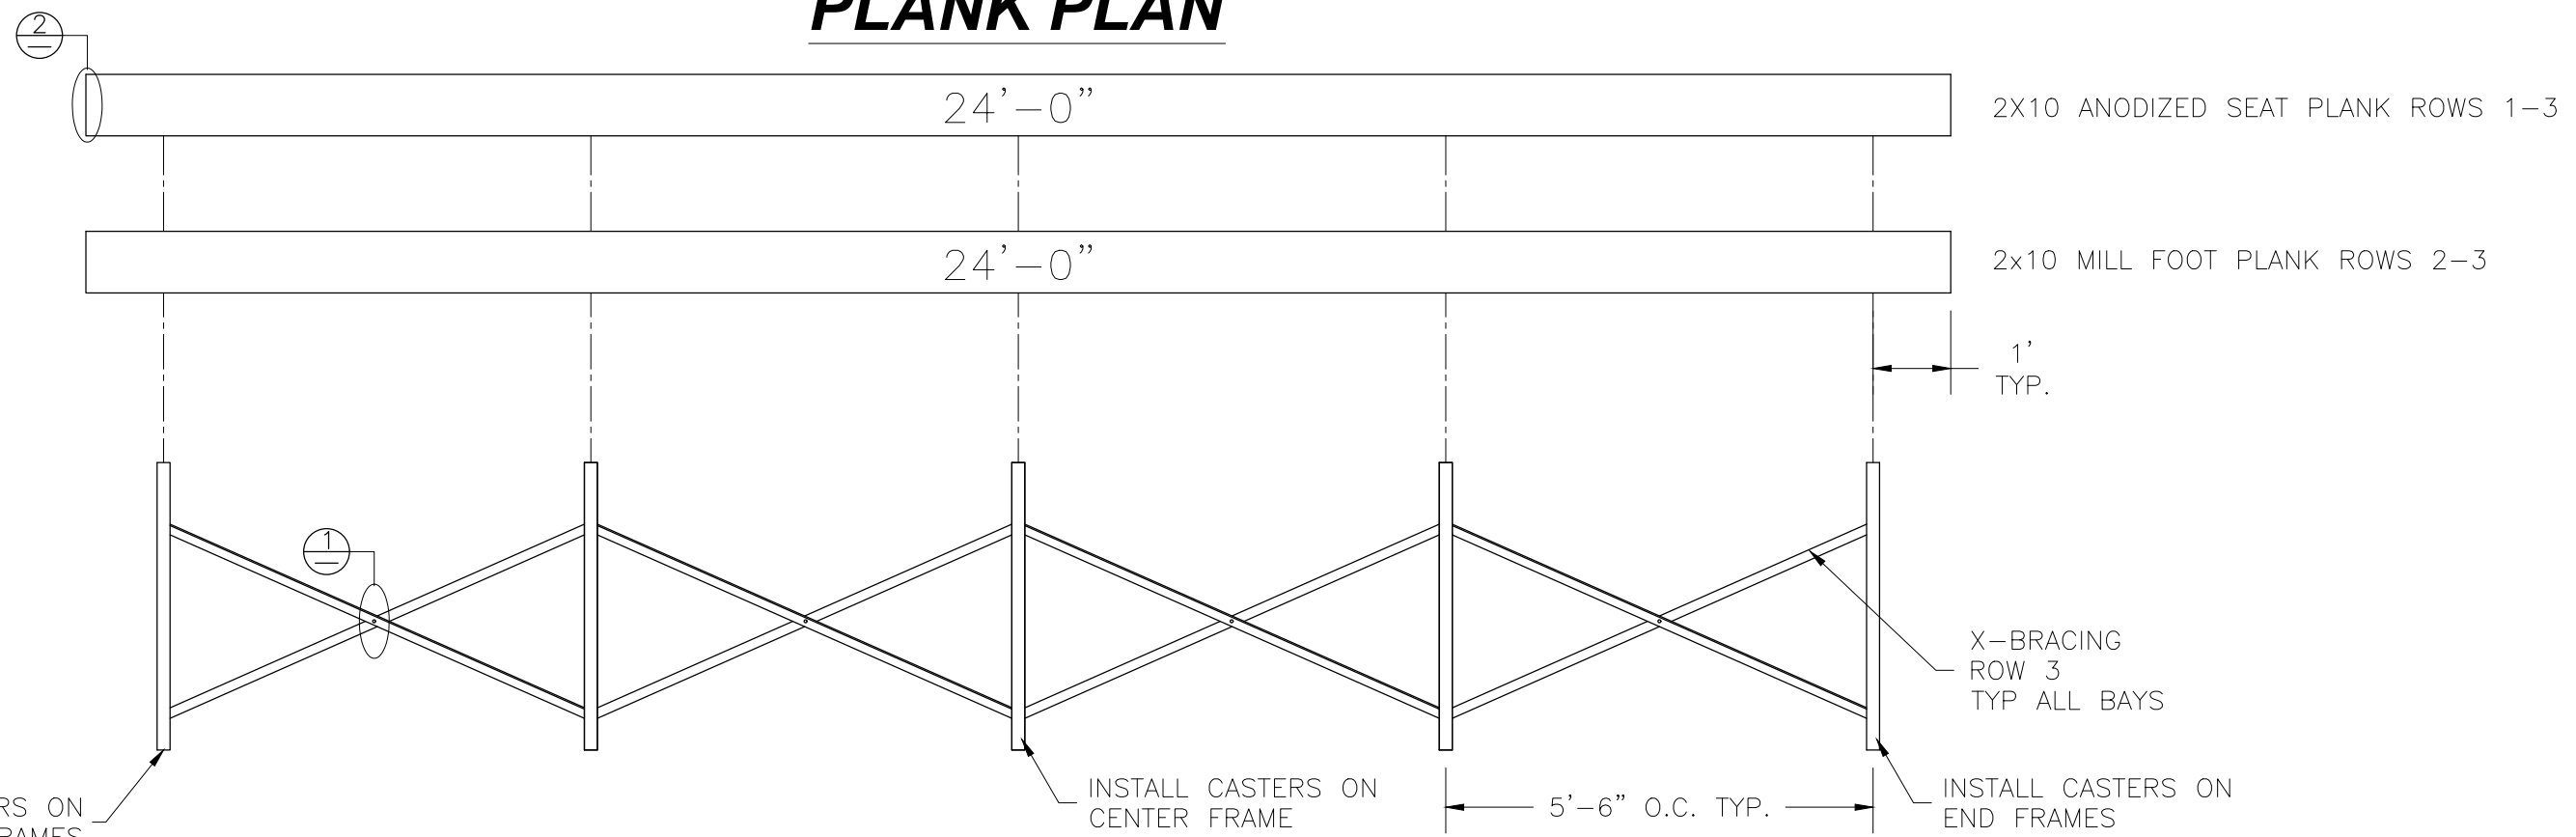 PLANK PLAN
2
24'-0"
2X10 ANODIZED SEAT PLANK ROWS 1-3
24'-0"
2x10 MILL FOOT PLANK ROWS 2-3
1'
TYP.
1
X-BRACING
ROW 3
TYP ALL BAYS
ON
INSTALL CASTERS ON
CENTER FRAME
5'-6" O.C. TYP.
INSTALL CASTERS ON
END FRAMES